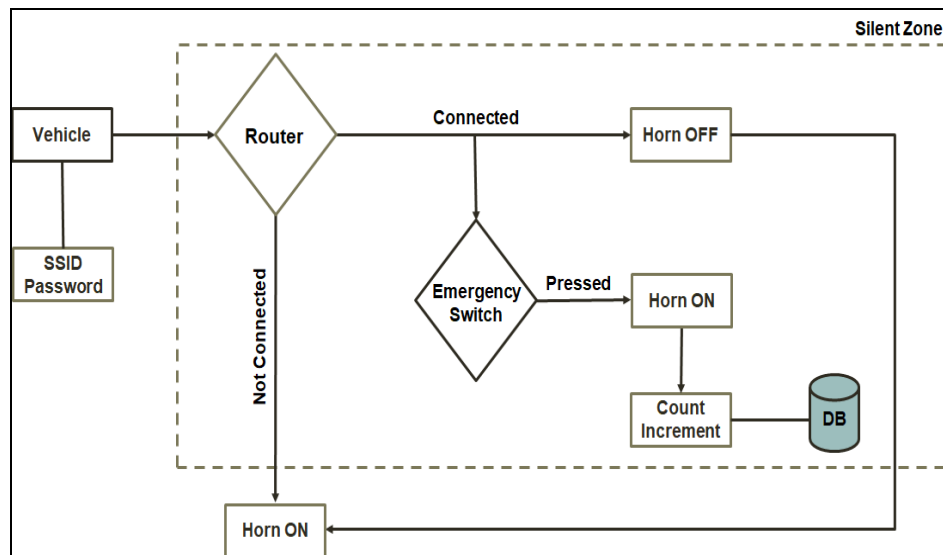 Silent Zone
Vehicle
Router
Connected
Horn OFF
SSID
Password
Not Connected
Emergency
Switch
Pressed
Horn ON
Count
Increment
DB
Horn ON